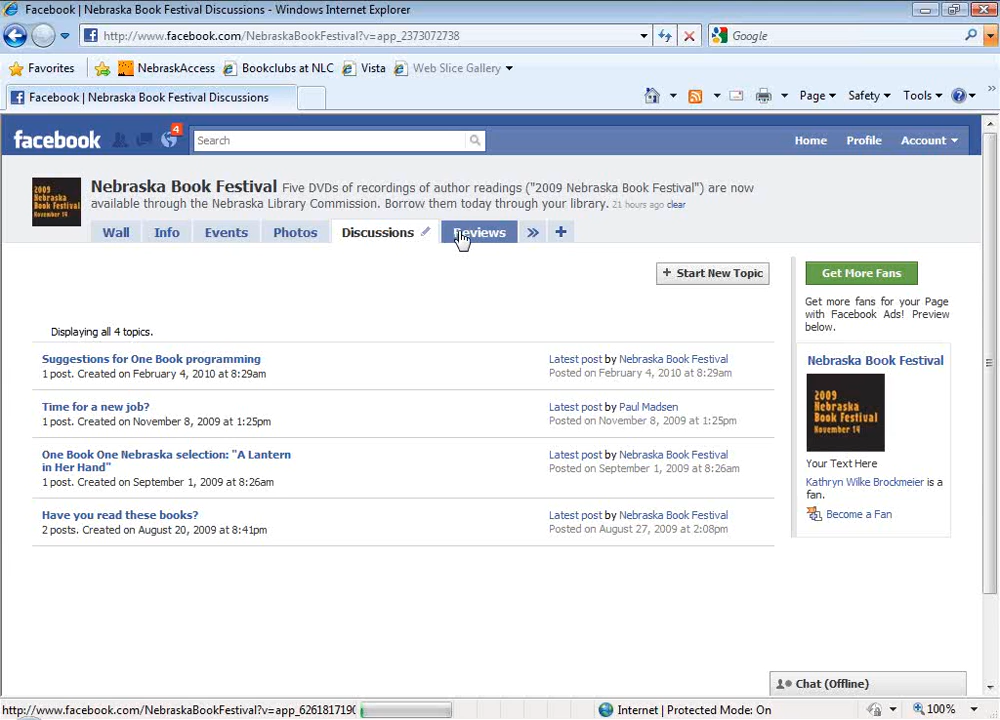 Facebook | Nebraska Book Festival Discussions - Windows Internet Explorer
http://www.facebook.com/NebraskaBookFestival?v=app_2373072738
Google
Favorites NebraskAccess Bookclubs at NLC Vista Web Slice Gallery
Facebook | Nebraska Book Festival Discussions
Page Safety Tools
facebook 4 Search Home Profile Account
2009 Nebraska Book Festival November 14
Nebraska Book Festival Five DVDs of recordings of author readings ("2009 Nebraska Book Festival") are now
available through the Nebraska Library Commission. Borrow them today through your library. 21 hours ago clear
Wall Info Events Photos Discussions Reviews » +
+ Start New Topic
Get More Fans
Get more fans for your Page
with Facebook Ads! Preview
below.
Displaying all 4 topics.
Suggestions for One Book programming
1 post. Created on February 4, 2010 at 8:29am
Latest post by Nebraska Book Festival
Posted on February 4, 2010 at 8:29am
Time for a new job?
1 post. Created on November 8, 2009 at 1:25pm
Latest post by Paul Madsen
Posted on November 8, 2009 at 1:25pm
One Book One Nebraska selection: "A Lantern
in Her Hand"
1 post. Created on September 1, 2009 at 8:26am
Latest post by Nebraska Book Festival
Posted on September 1, 2009 at 8:26am
Have you read these books?
2 posts. Created on August 20, 2009 at 8:41pm
Latest post by Nebraska Book Festival
Posted on August 27, 2009 at 2:08pm
Nebraska Book Festival
2009
Nebraska
Book Festival
November 14
Your Text Here
Kathryn Wilke Brockmeier is a
fan.
Become a Fan
Chat (Offline)
http://www.facebook.com/NebraskaBookFestival?v=app_6261817190
Internet | Protected Mode: On
100%